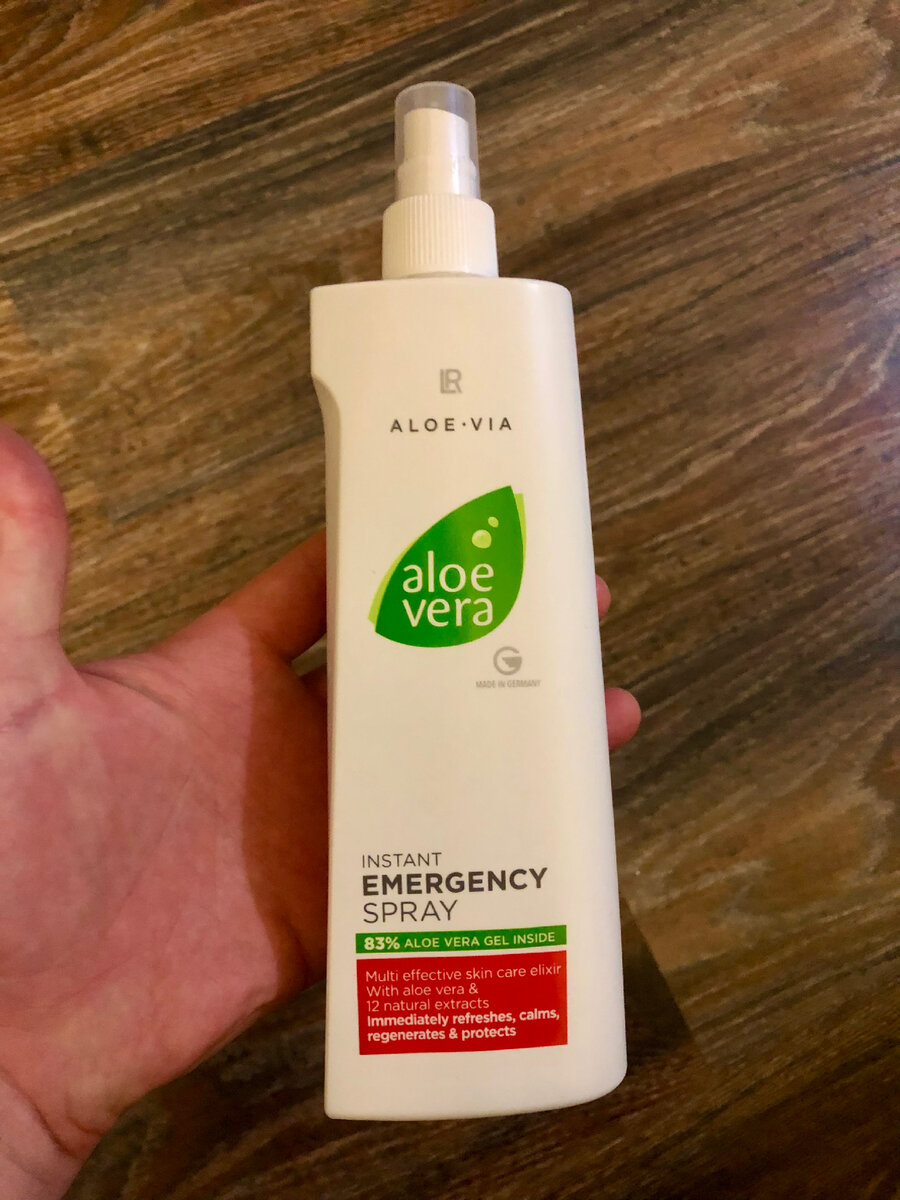 LR
ALOE•VIA
aloe
vera
G
MADE IN GERMANY
INSTANT
EMERGENCY
SPRAY
83% ALOE VERA GEL INSIDE
Multi effective skin care elixir
With aloe vera &
12 natural extracts
Immediately refreshes, calms,
regenerates & protects